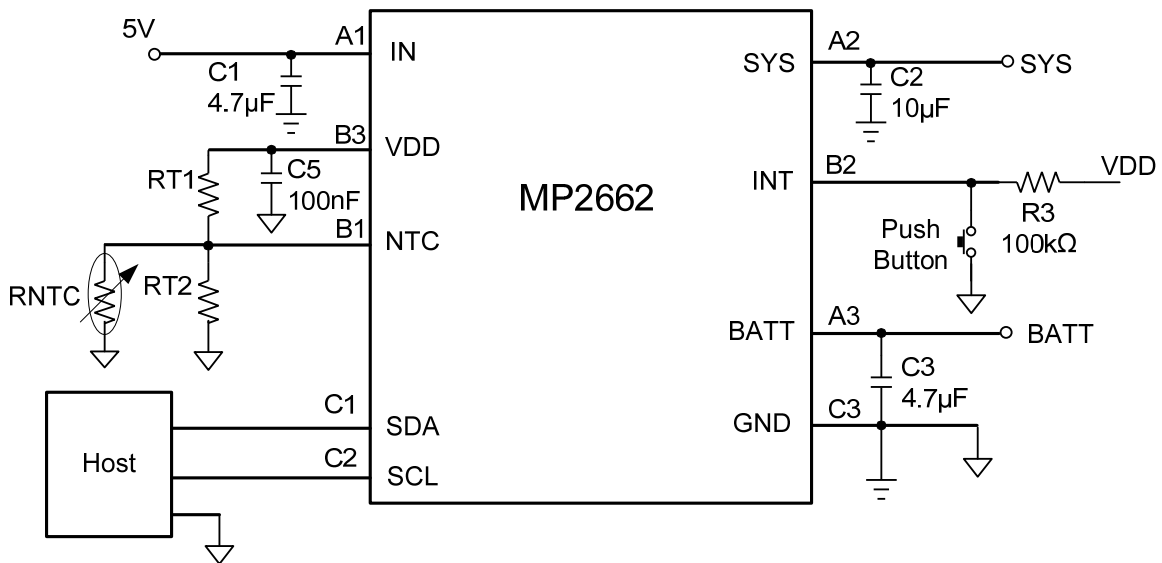 5V
A1
IN
C1
4.7µF
B3
VDD
RT1
C5
100nF
B1
NTC
RNTC
RT2
Host
C1
SDA
C2
SCL
MP2662
SYS
A2
SYS
C2
10µF
INT
B2
VDD
R3
100kΩ
Push
Button
BATT
A3
BATT
C3
4.7µF
GND
C3